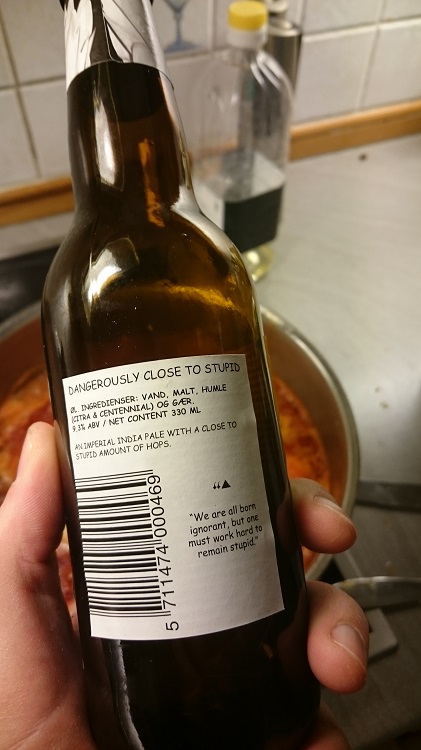 DANGEROUSLY CLOSE TO STUPID
ØL. INGREDIENSER: VAND, MALT, HUMLE
(CITRA & CENTENNIAL) OG GÆR.
9.3% ABV / NET CONTENT 330 ML
AN IMPERIAL INDIA PALE WITH A CLOSE TO
STUPID AMOUNT OF HOPS.
"We are all born
ignorant, but one
must work hard to
remain stupid."
5 711474 000469